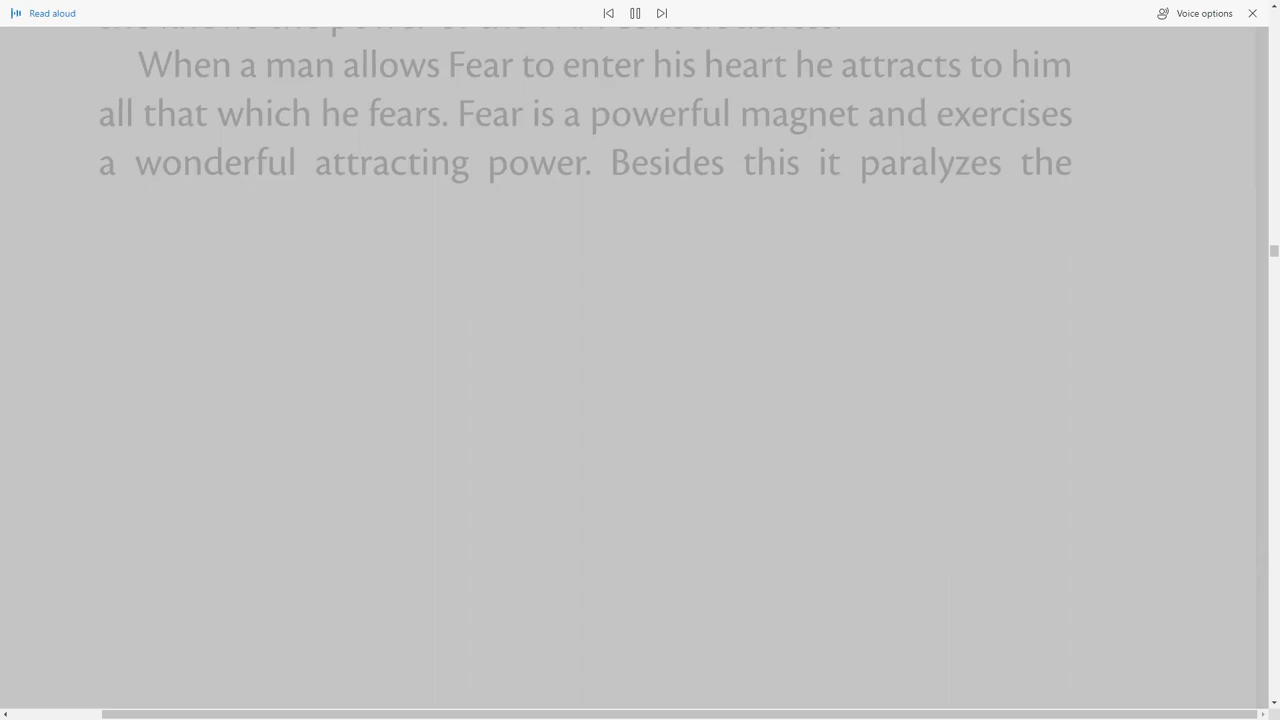 Read aloud
Voice options
When a man allows Fear to enter his heart he attracts to him
all that which he fears. Fear is a powerful magnet and exercises
a wonderful attracting power. Besides this it paralyzes the